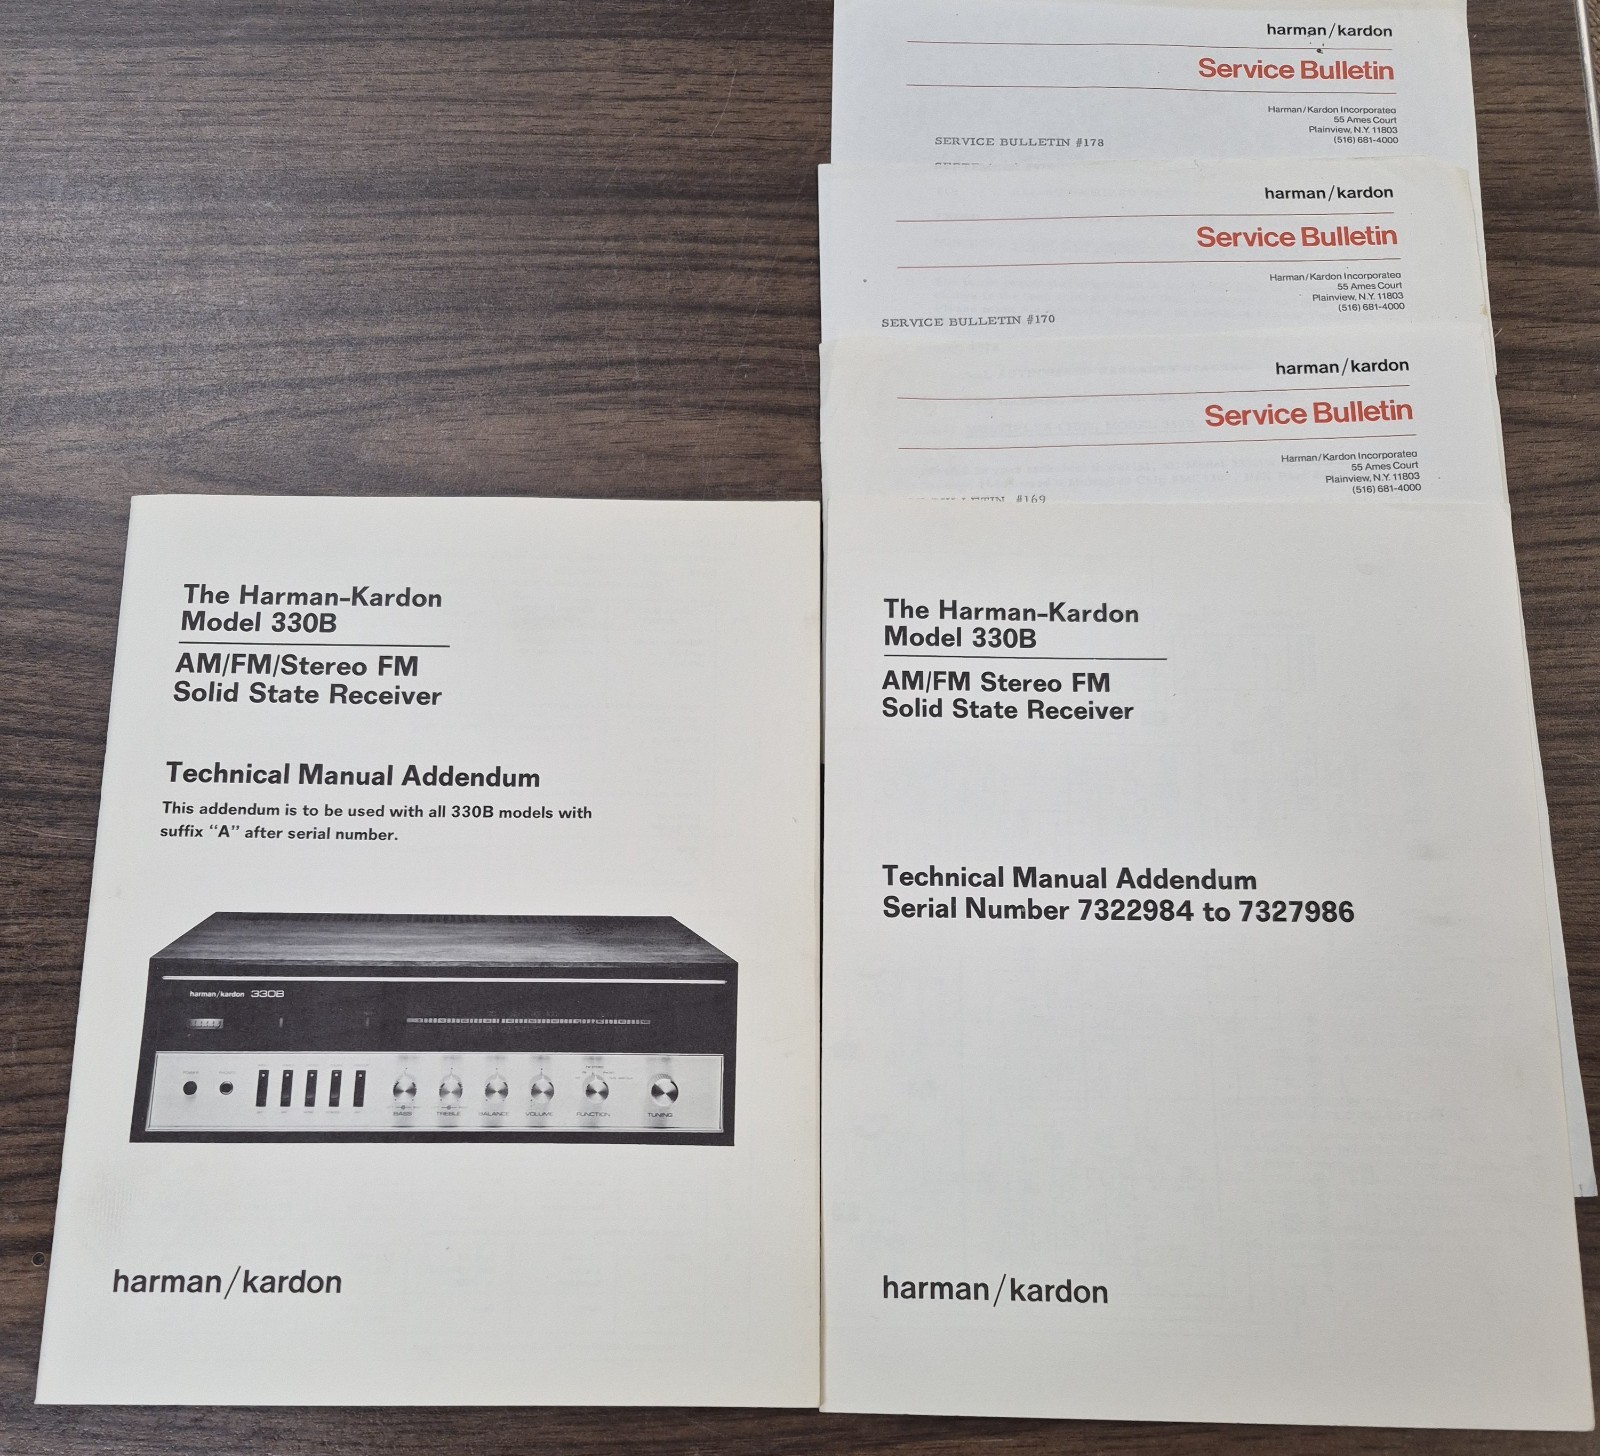 harman/kardon
Service Bulletin
Harman/Kardon Incorporated
55 Ames Court
Plainview, N.Y. 11803
(516) 681-4000
SERVICE BULLETIN #178
harman/kardon
Service Bulletin
Harman/Kardon Incorporated
55 Ames Court
Plainview, N.Y. 11803
(516) 681-4000
SERVICE BULLETIN #170
harman/kardon
Service Bulletin
Harman/Kardon Incorporated
55 Ames Court
Plainview, N.Y. 11803
(516) 681-4000
#169
The Harman-Kardon
Model 330B
AM/FM/Stereo FM
Solid State Receiver
Technical Manual Addendum
This addendum is to be used with all 330B models with
suffix "A" after serial number.
harman/kardon 330B
BASS TREBLE BALANCE VOLUME FUNCTION TUNING
harman/kardon
The Harman-Kardon
Model 330B
AM/FM Stereo FM
Solid State Receiver
Technical Manual Addendum
Serial Number 7322984 to 7327986
harman/kardon